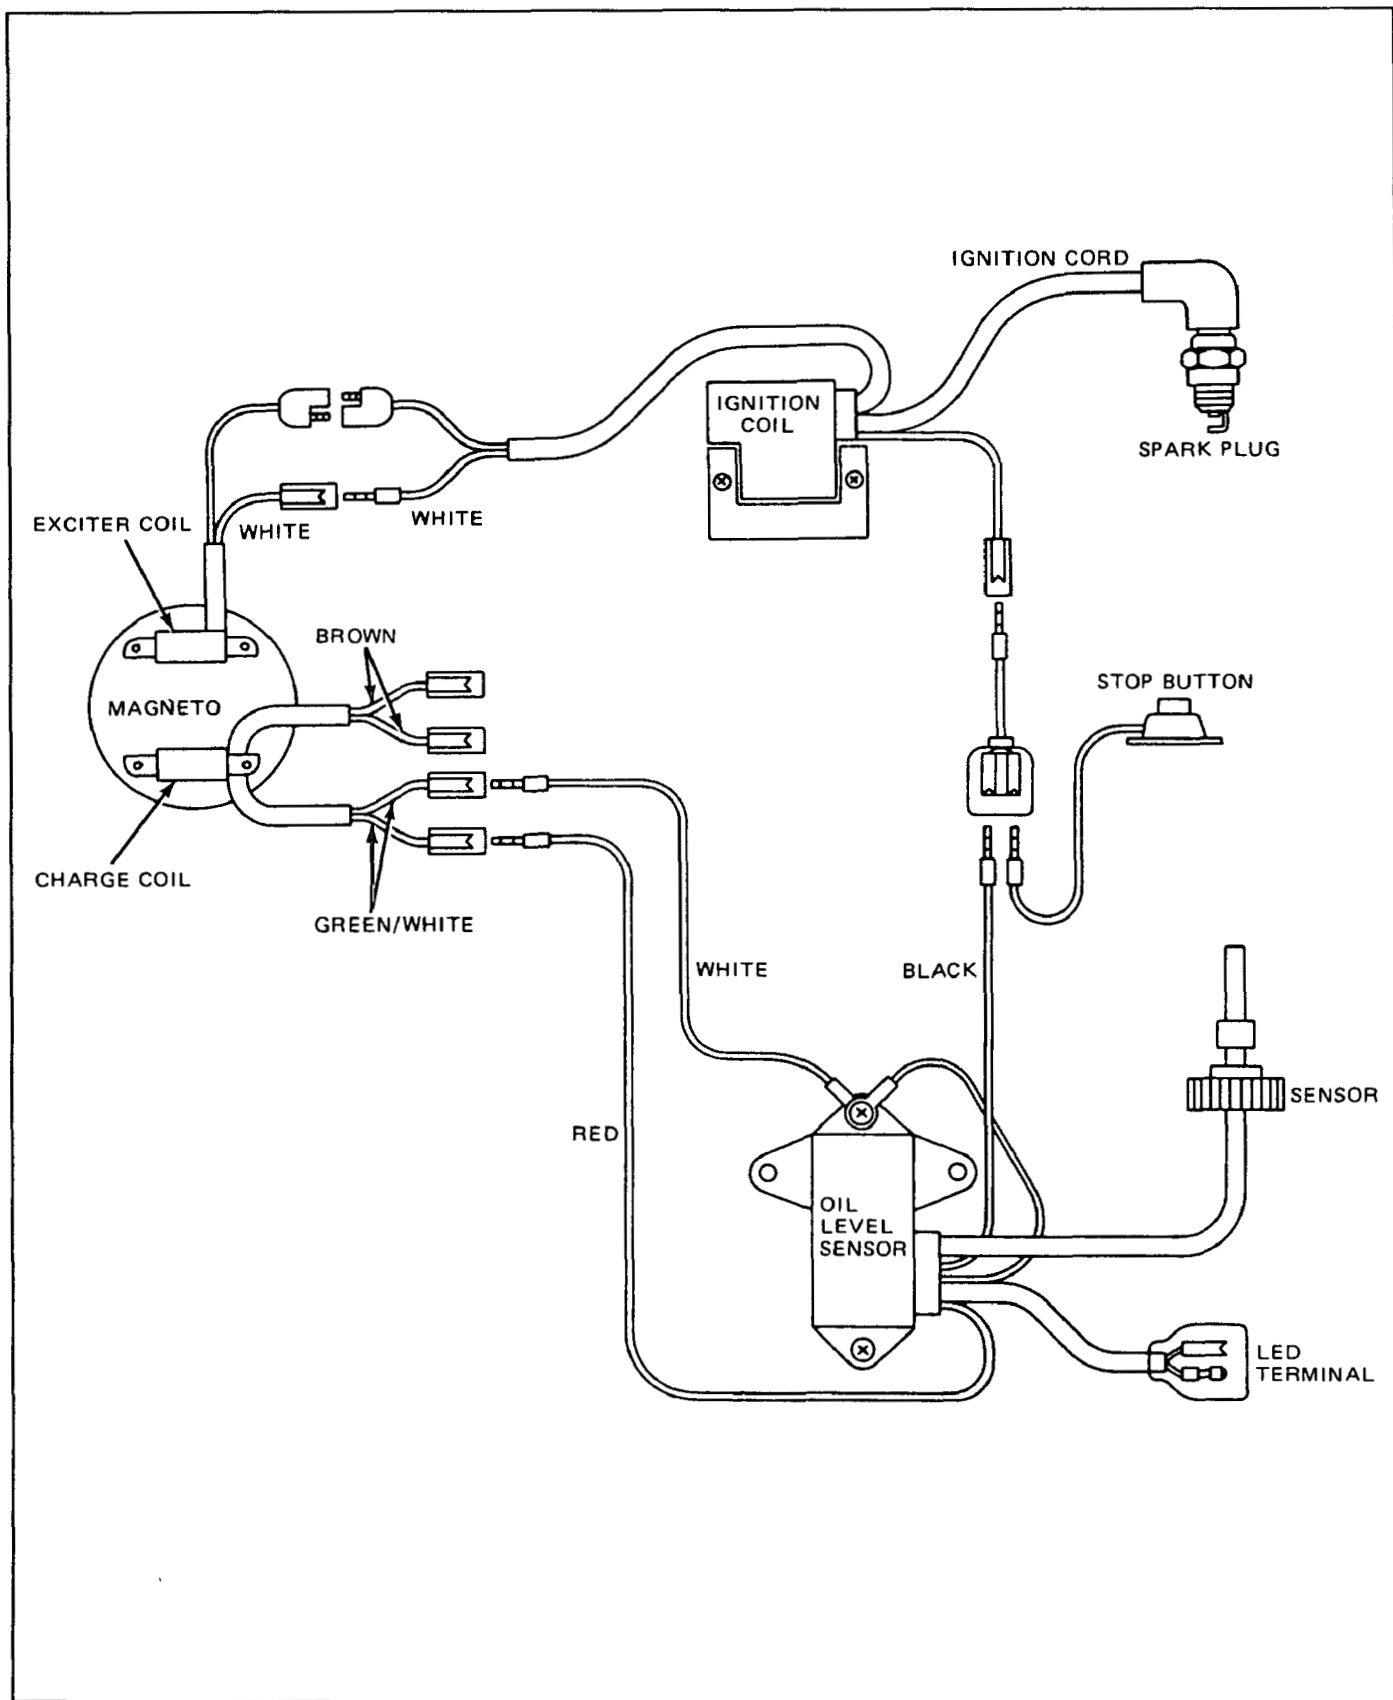 IGNITION CORD
IGNITION
COIL
SPARK PLUG
WHITE
WHITE
EXCITER COIL
BROWN
MAGNETO
STOP BUTTON
CHARGE COIL
GREEN/WHITE
WHITE
BLACK
SENSOR
RED
OIL
LEVEL
SENSOR
LED
TERMINAL